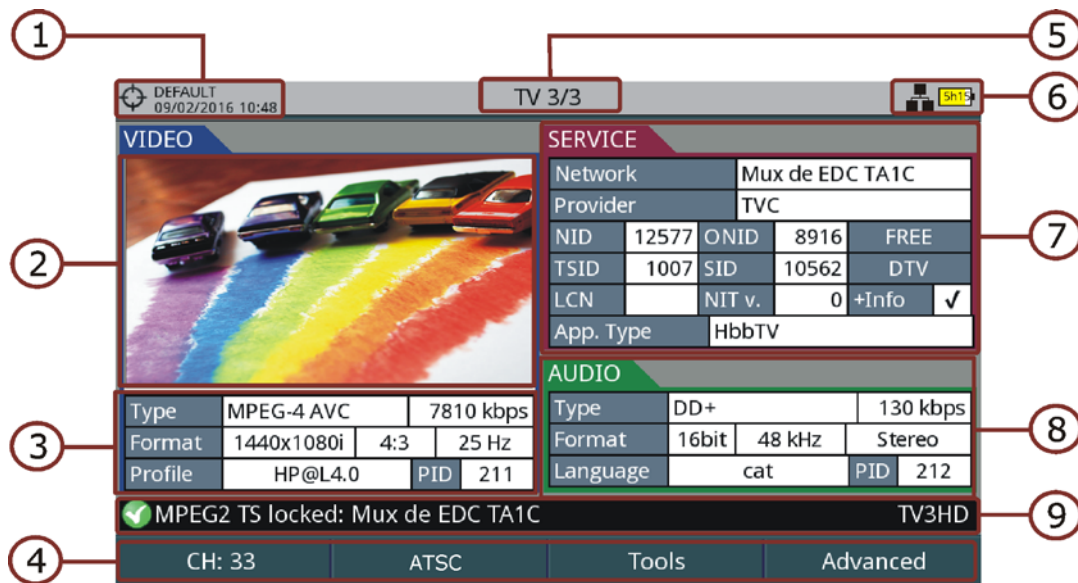 1
5
DEFAULT
09/02/2016 10:48
TV 3/3
5h15
6
VIDEO
2
SERVICE
Network Mux de EDC TA1C
Provider TVC
NID 12577 ONID 8916 FREE
TSID 1007 SID 10562 DTV
LCN NIT v. 0 +Info ✓
App. Type HbbTV
7
3
Type MPEG-4 AVC 7810 kbps
Format 1440x1080i 4:3 25 Hz
Profile HP@L4.0 PID 211
AUDIO
Type DD+ 130 kbps
Format 16bit 48 kHz Stereo
Language cat PID 212
8
MPEG2 TS locked: Mux de EDC TA1C TV3HD
9
4
CH: 33 ATSC Tools Advanced